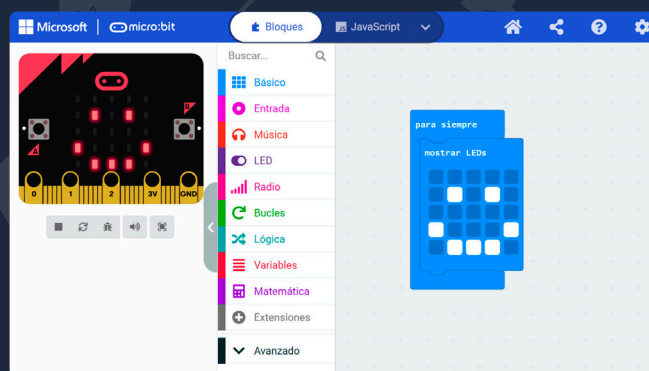 Microsoft | micro:bit
Bloques
JavaScript
Buscar...
Básico
Entrada
Música
LED
Radio
Bucles
Lógica
Variables
Matemática
Extensiones
Avanzado
B
A
0 1 2 3V GND
para siempre
mostrar LEDs